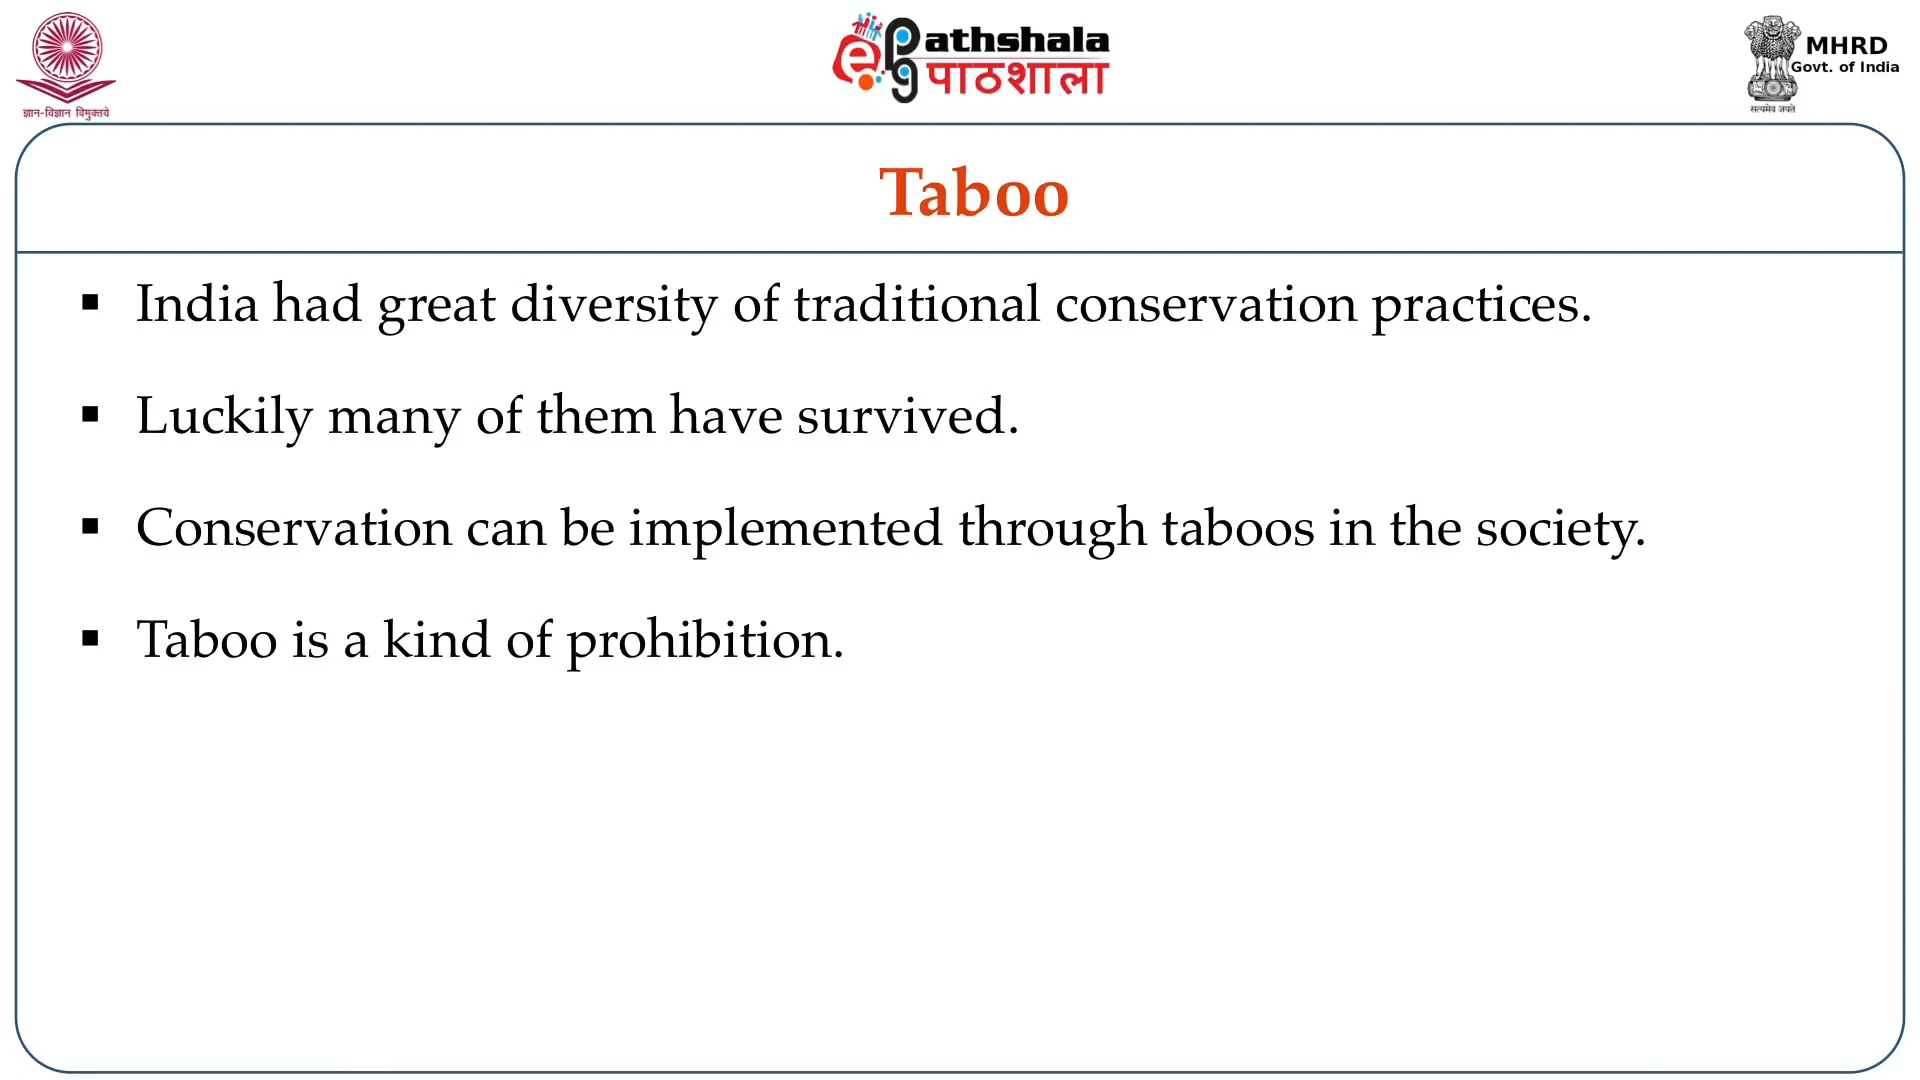 ज्ञान-विज्ञान विमुक्तये
e
Pathshala
पाठशाला
pg
MHRD
Govt. of India
सत्यमेव जयते
Taboo
▪ India had great diversity of traditional conservation practices.
▪ Luckily many of them have survived.
▪ Conservation can be implemented through taboos in the society.
▪ Taboo is a kind of prohibition.